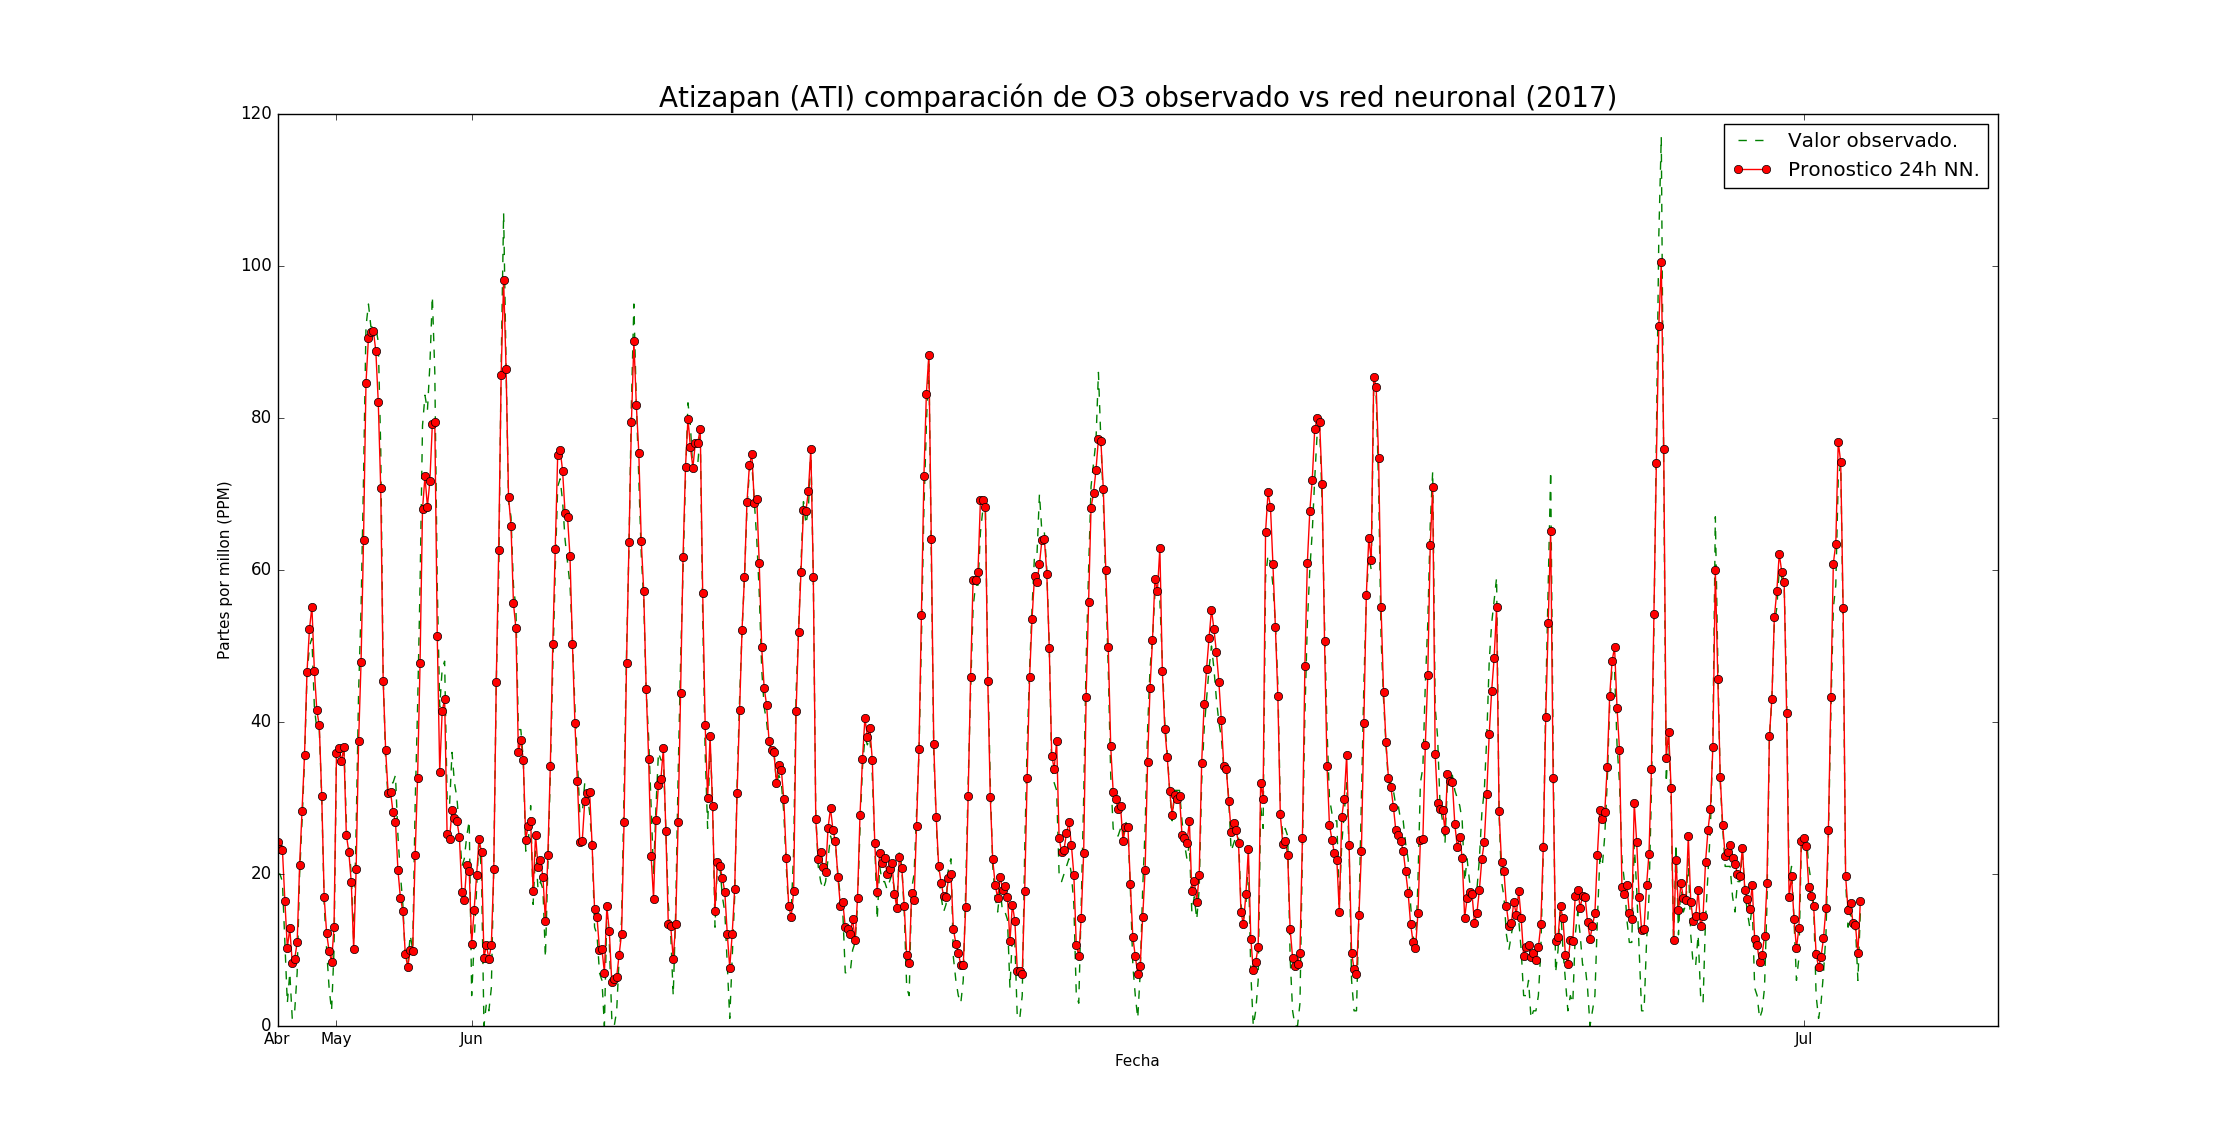 Atizapan (ATI) comparación de O3 observado vs red neuronal (2017)
120
100
80
60
40
20
0
Partes por millon (PPM)
Valor observado.
Pronostico 24h NN.
Abr May Jun Jul
Fecha